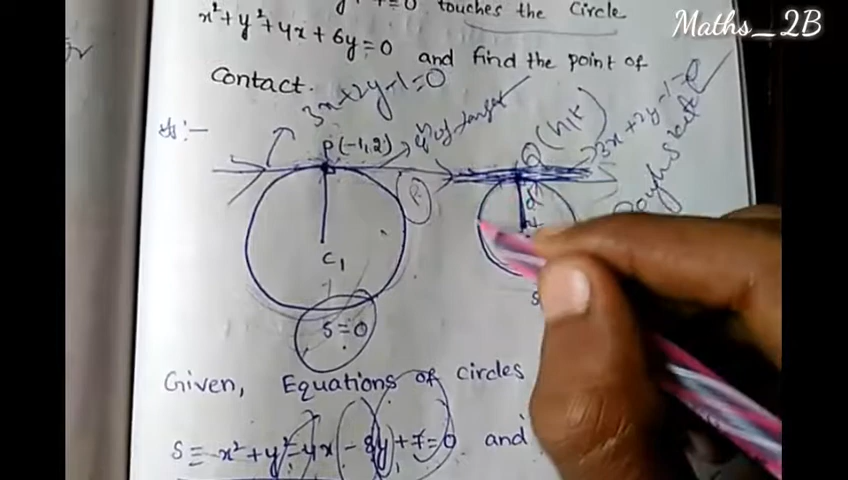 Maths_2B
touches the Circle
x²+y²+4x+6y=0 and find the point of
Contact.
3x+2y-1=0
P(-1,2)
Q(h,k)
3x+2y-1=0
C₁
S=0
Given, Equations of circles
S≡x²+y²-4x-8y+7=0 and